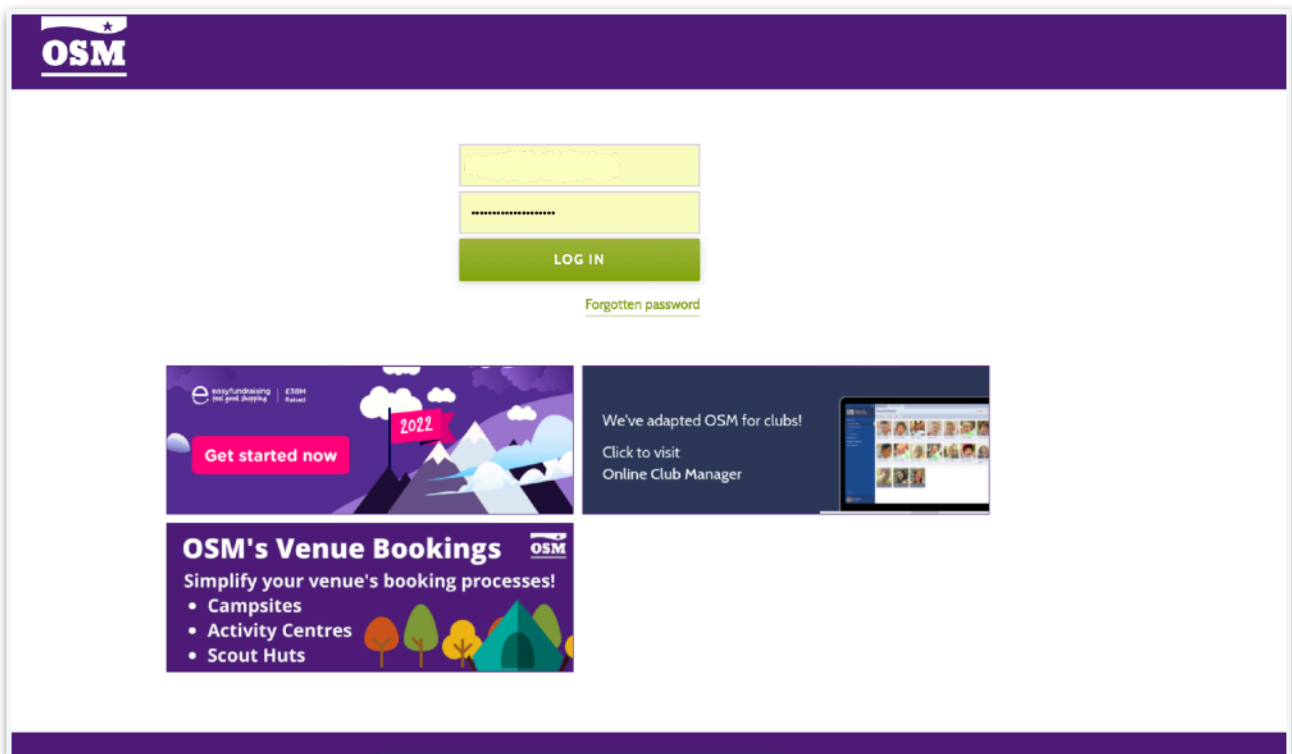 OSM
••••••••••••••••••••
LOG IN
Forgotten password
easyfundraising
feel good shopping
£38M
Raised
2022
Get started now
We've adapted OSM for clubs!
Click to visit
Online Club Manager
OSM's Venue Bookings
OSM
Simplify your venue's booking processes!
• Campsites
• Activity Centres
• Scout Huts